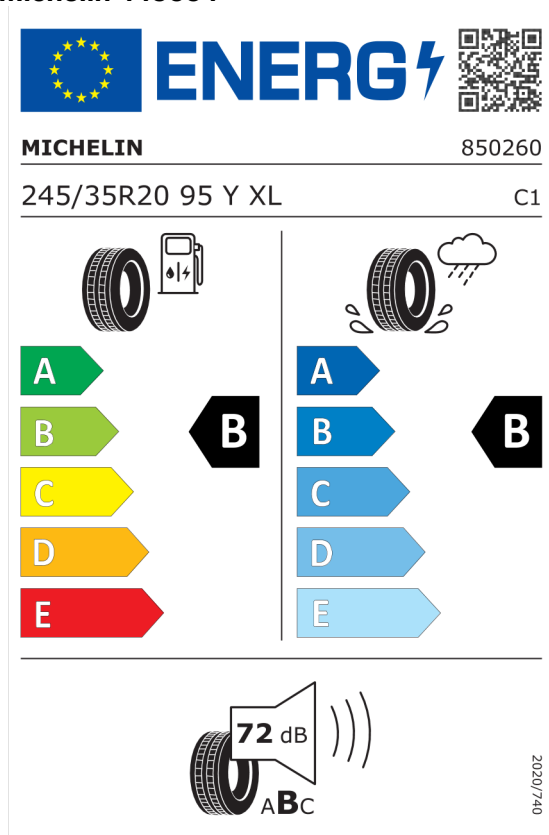 ENERG
MICHELIN 850260
245/35R20 95 Y XL C1
A A
B B B B
C C
D D
E E
72 dB
ABC
2020/740